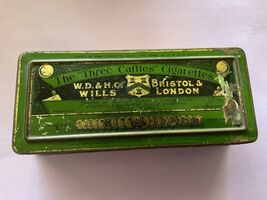 The "Three Castles" Cigarettes
W.D. & H.O. WILLS
BRISTOL & LONDON